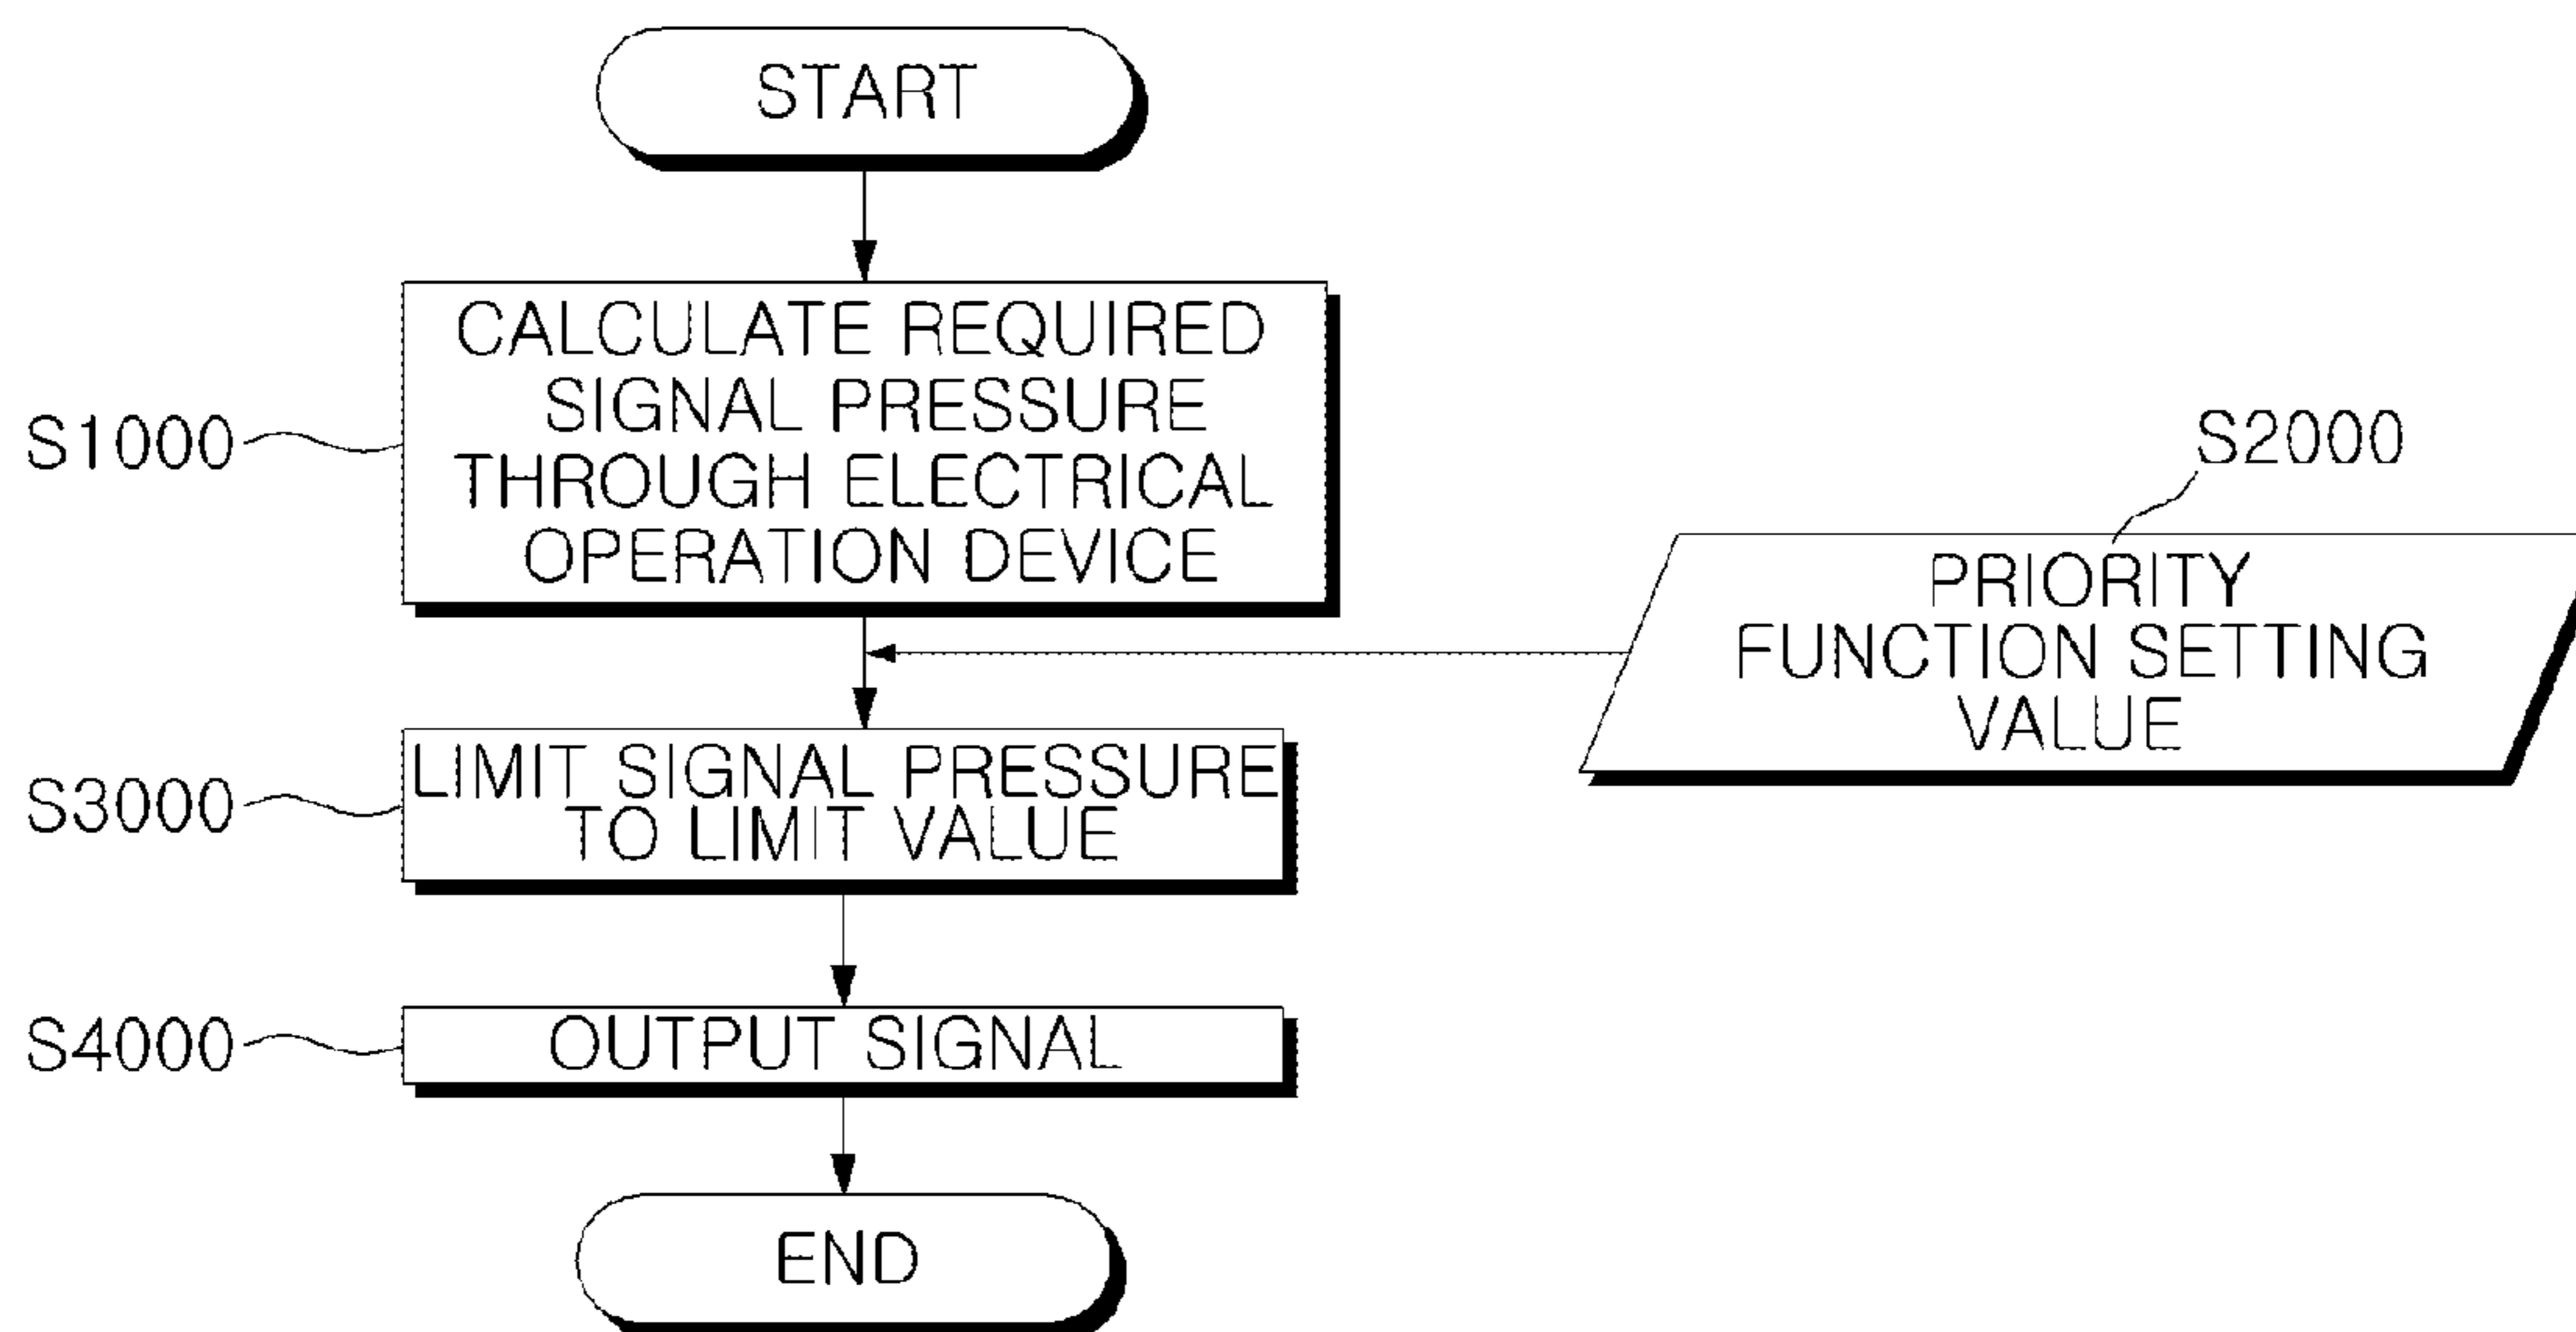 START
CALCULATE REQUIRED
SIGNAL PRESSURE
THROUGH ELECTRICAL
OPERATION DEVICE
S1000
S2000
PRIORITY
FUNCTION SETTING
VALUE
LIMIT SIGNAL PRESSURE
TO LIMIT VALUE
S3000
S4000
OUTPUT SIGNAL
END